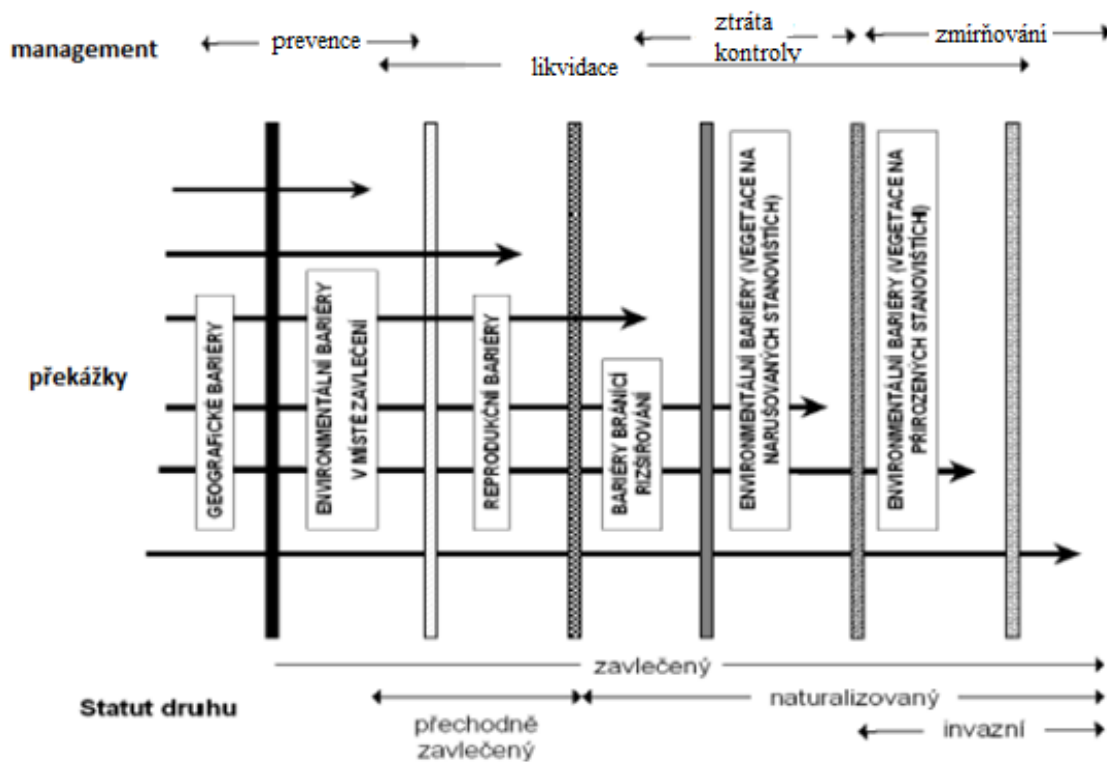 management
prevence
ztráta
kontroly
zmírňování
likvidace
překážky
GEOGRAFICKÉ BARIÉRY
ENVIRONMENTÁLNÍ BARIÉRY
V MÍSTĚ ZAVLEČENÍ
REPRODUKČNÍ BARIÉRY
BARIÉRY BRÁNÍCÍ
RIZŠIŘOVÁNÍ
ENVIRONMENTÁLNÍ BARIÉRY (VEGETACE NA
NARUŠOVANÝCH STANOVIŠTÍCH)
ENVIRONMENTÁLNÍ BARIÉRY (VEGETACE NA
PŘIROZENÝCH STANOVIŠTÍCH)
zavlečený
Statut druhu
naturalizovaný
přechodně
zavlečený
invazní